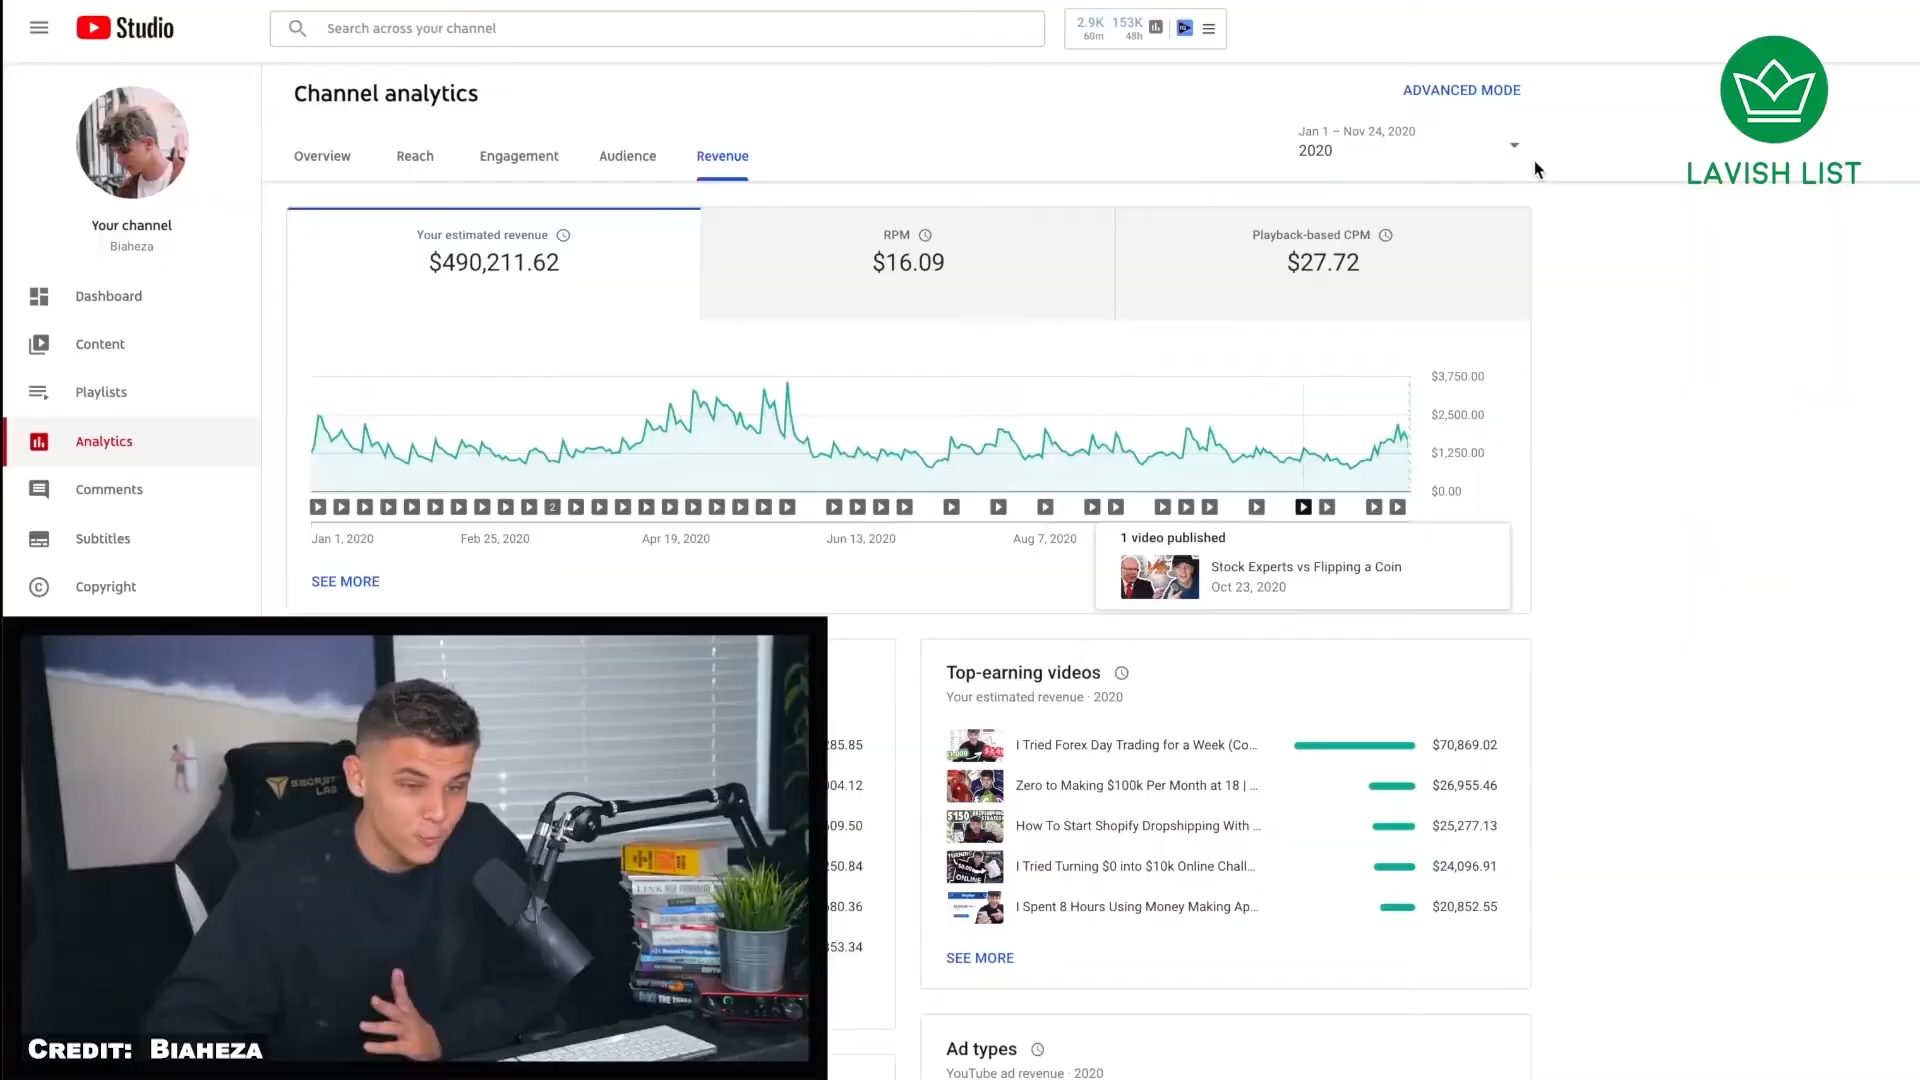 Studio
Search across your channel
2.9K 153K
60m 48h
LAVISH LIST
Your channel
Biaheza
Dashboard
Content
Playlists
Analytics
Comments
Subtitles
Copyright
Channel analytics
ADVANCED MODE
Jan 1 – Nov 24, 2020
2020
Overview Reach Engagement Audience Revenue
Your estimated revenue
$490,211.62
RPM
$16.09
Playback-based CPM
$27.72
$3,750.00
$2,500.00
$1,250.00
$0.00
2
Jan 1, 2020 Feb 25, 2020 Apr 19, 2020 Jun 13, 2020 Aug 7, 2020
1 video published
Stock Experts vs Flipping a Coin
Oct 23, 2020
SEE MORE
285.85
04.12
09.50
250.84
80.36
353.34
SECRET
LAB
CREDIT: BIAHEZA
Top-earning videos
Your estimated revenue · 2020
I Tried Forex Day Trading for a Week (Co... $70,869.02
Zero to Making $100k Per Month at 18 | ... $26,955.46
How To Start Shopify Dropshipping With ... $25,277.13
I Tried Turning $0 into $10k Online Chall... $24,096.91
I Spent 8 Hours Using Money Making Ap... $20,852.55
SEE MORE
Ad types
YouTube ad revenue · 2020